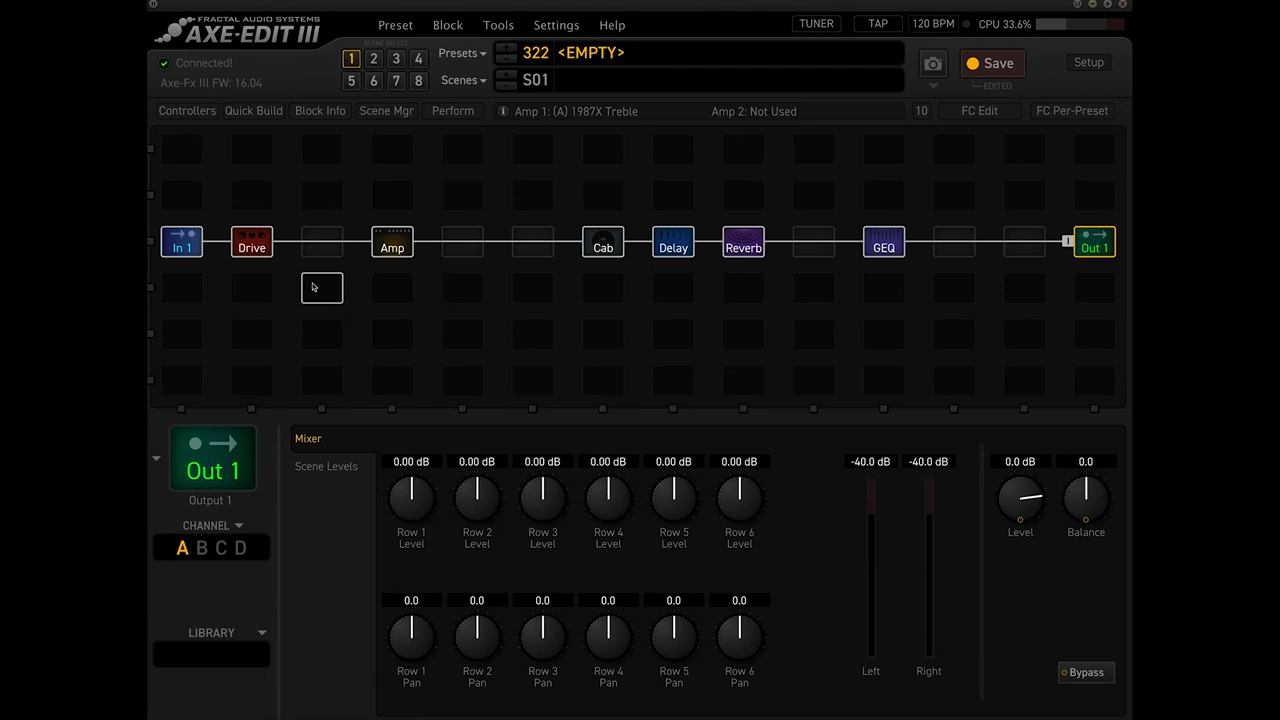 FRACTAL AUDIO SYSTEMS
AXE-EDIT III
Preset Block Tools Settings Help
TUNER TAP 120 BPM CPU 33.6%
SCENE SELECT
1 2 3 4
5 6 7 8
Presets 322 <EMPTY>
Scenes S01
Connected!
Axe-Fx III FW: 16.04
Save
EDITED
Setup
Controllers Quick Build Block Info Scene Mgr Perform Amp 1: (A) 1987X Treble Amp 2: Not Used 10 FC Edit FC Per-Preset
In 1 Drive Amp Cab Delay Reverb GEQ Out 1
Out 1
Output 1
CHANNEL
A B C D
LIBRARY
Mixer
Scene Levels
0.00 dB 0.00 dB 0.00 dB 0.00 dB 0.00 dB 0.00 dB -40.0 dB -40.0 dB 0.0 dB 0.0
Row 1 Level Row 2 Level Row 3 Level Row 4 Level Row 5 Level Row 6 Level Level Balance
0.0 0.0 0.0 0.0 0.0 0.0
Row 1 Pan Row 2 Pan Row 3 Pan Row 4 Pan Row 5 Pan Row 6 Pan Left Right
Bypass